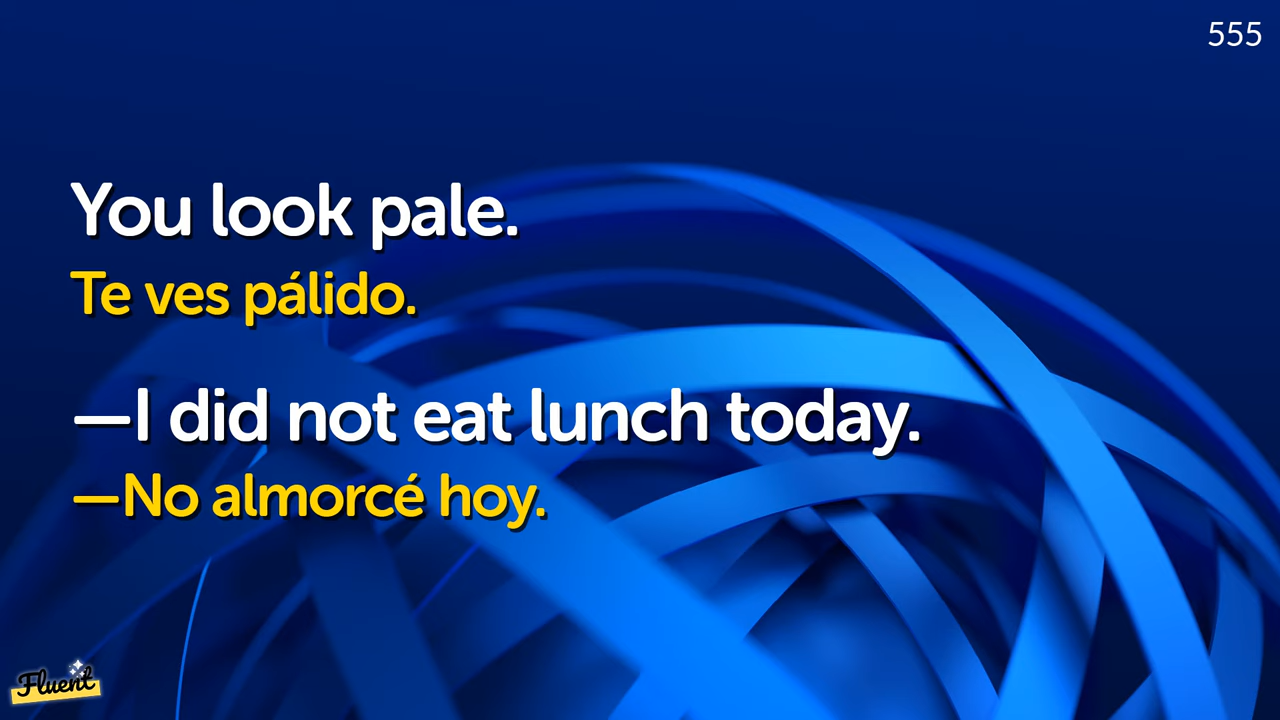 555
You look pale.
Te ves pálido.
—I did not eat lunch today.
—No almorcé hoy.
Fluent